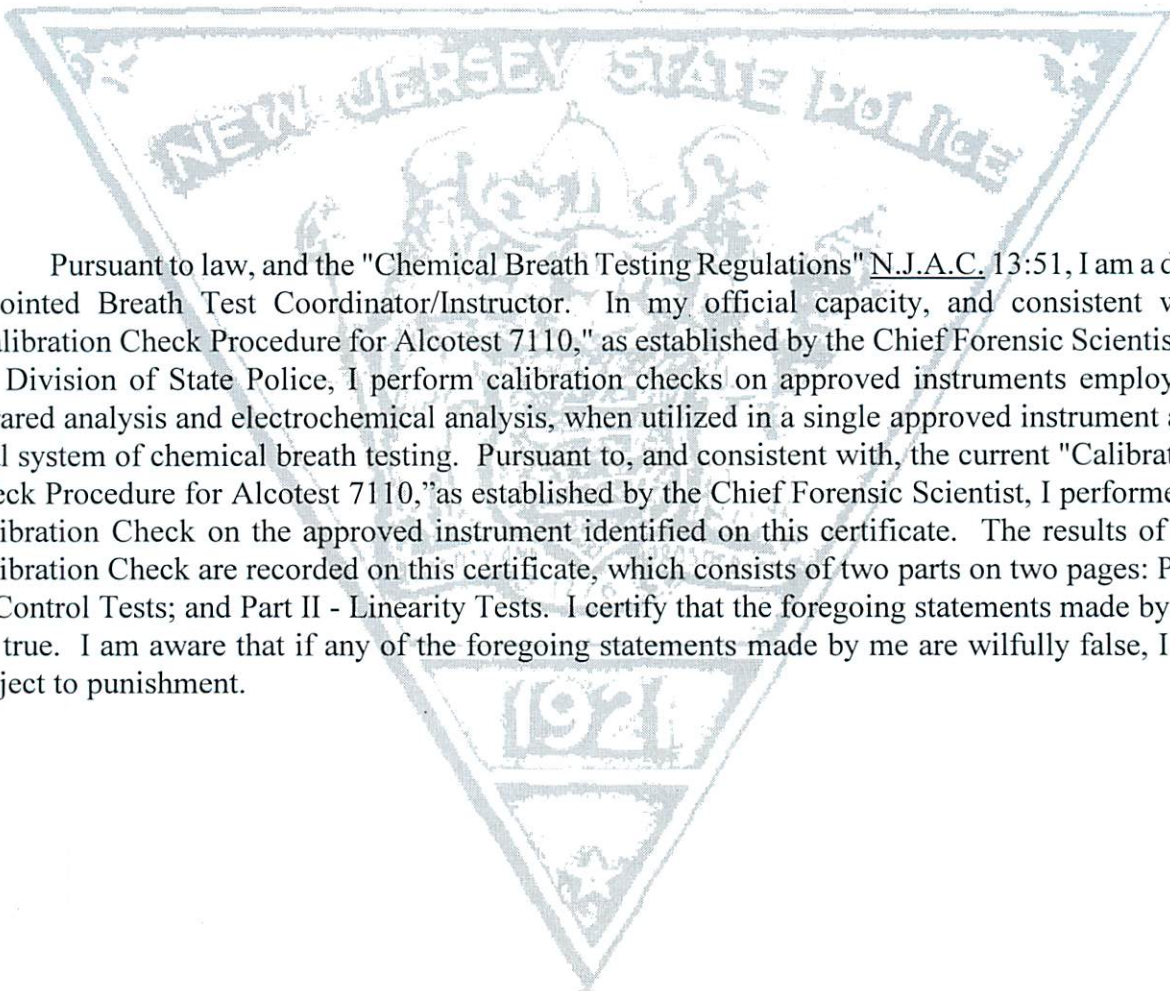 NEW JERSEY STATE POLICE
Pursuant to law, and the "Chemical Breath Testing Regulations" N.J.A.C. 13:51, I am a d
ointed Breath Test Coordinator/Instructor. In my official capacity, and consistent w
libration Check Procedure for Alcotest 7110," as established by the Chief Forensic Scientis
Division of State Police, I perform calibration checks on approved instruments employ
ared analysis and electrochemical analysis, when utilized in a single approved instrument a
l system of chemical breath testing. Pursuant to, and consistent with, the current "Calibrat
eck Procedure for Alcotest 7110,"as established by the Chief Forensic Scientist, I performe
ibration Check on the approved instrument identified on this certificate. The results of
ibration Check are recorded on this certificate, which consists of two parts on two pages: P
Control Tests; and Part II - Linearity Tests. I certify that the foregoing statements made by
true. I am aware that if any of the foregoing statements made by me are wilfully false, I
ject to punishment.
1921